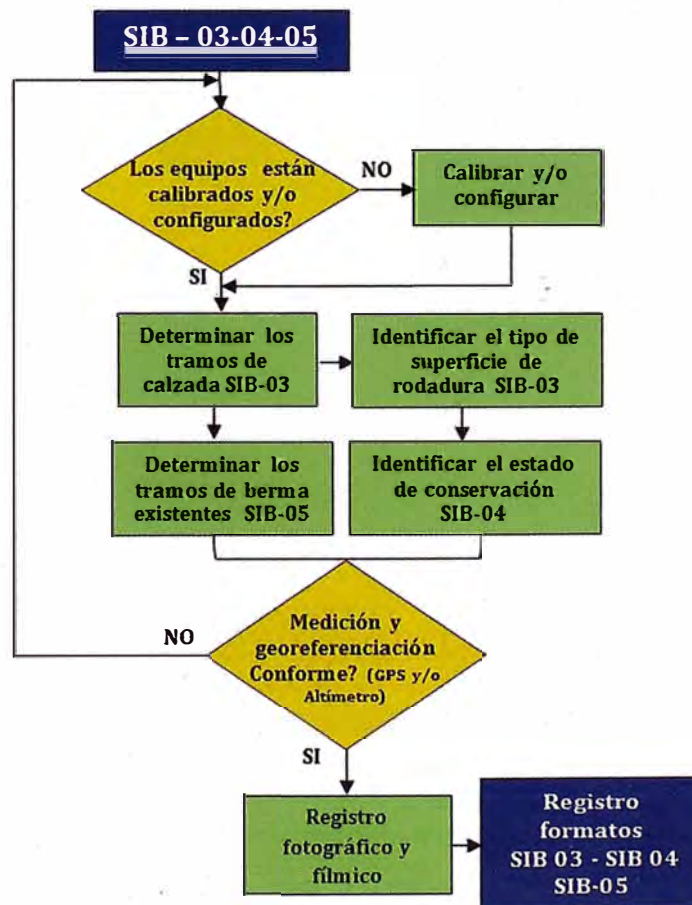 SIB – 03-04-05
Los equipos están
calibrados y/o
configurados?
NO
Calibrar y/o
configurar
SI
Determinar los
tramos de
calzada SIB-03
Identificar el tipo de
superficie de
rodadura SIB-03
Determinar los
tramos de berma
existentes SIB-05
Identificar el estado
de conservación
SIB-04
NO
Medición y
georeferenciación
Conforme? (GPS y/o
Altímetro)
SI
Registro
fotográfico y
fílmico
Registro
formatos
SIB 03 - SIB 04
SIB-05